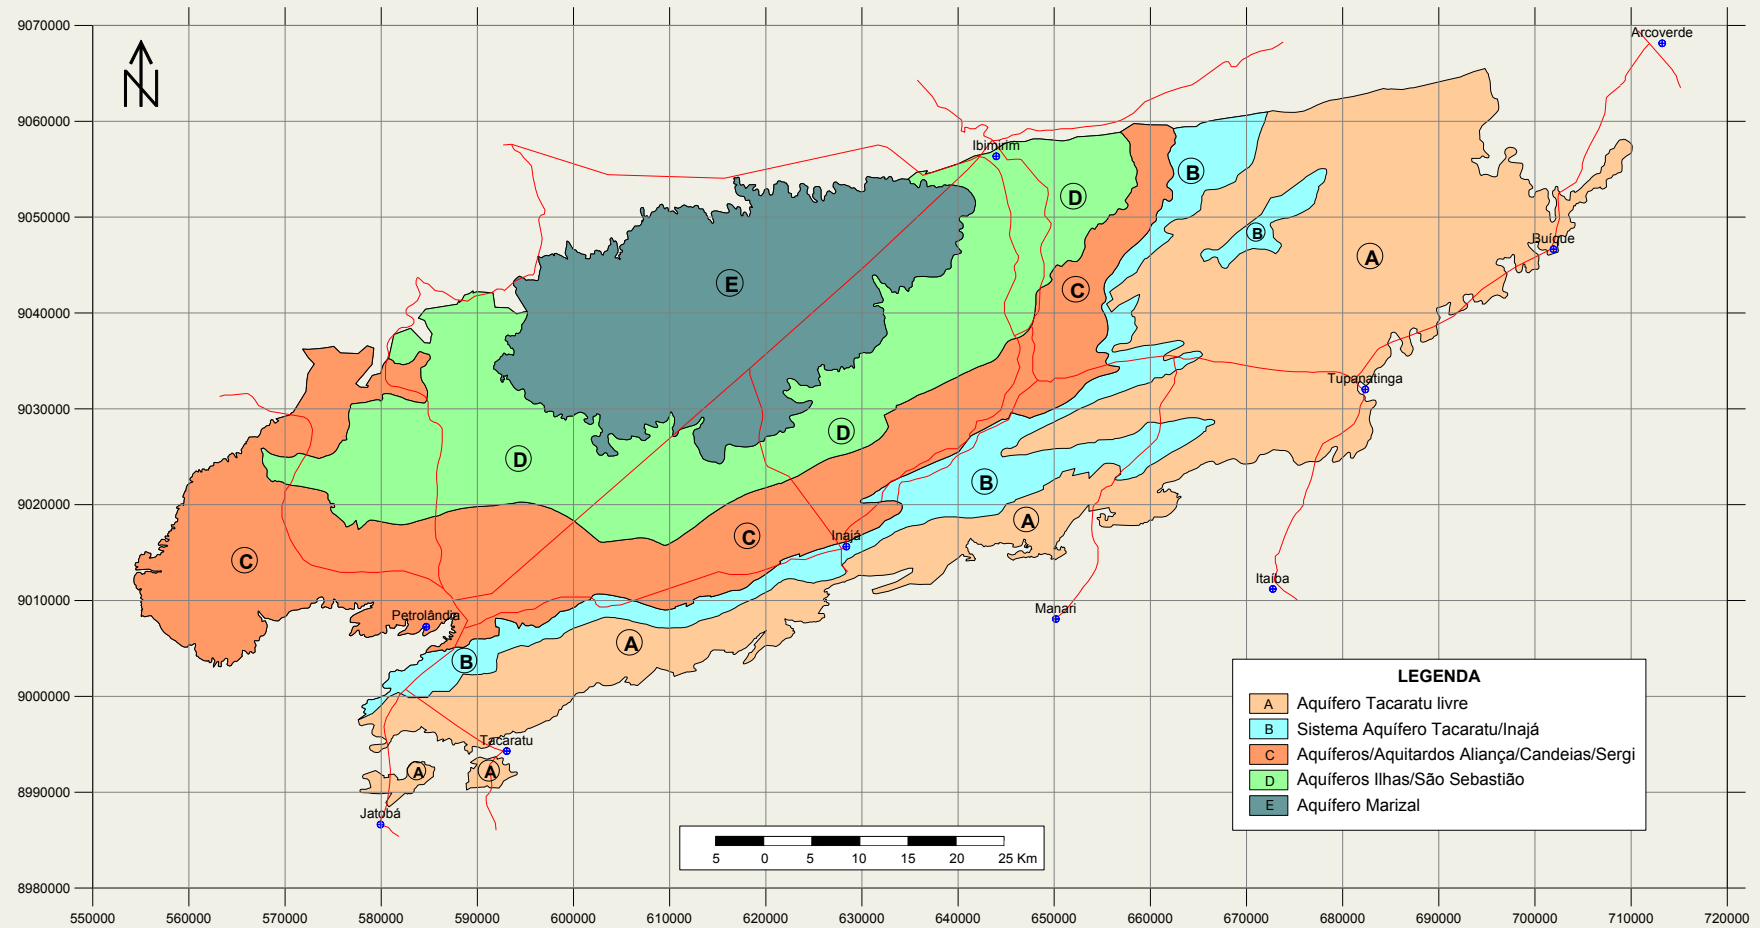 9070000
9060000
9050000
9040000
9030000
9020000
9010000
9000000
8990000
8980000
N
Arcoverde
Ibimirim
B
D
B
Buíque
A
E
C
Tupanatinga
D
D
B
A
C
Inajá
C
Itaíba
Manari
Petrolândia
A
B
Tacaratu
A
A
Jatobá
LEGENDA
A Aquífero Tacaratu livre
B Sistema Aquífero Tacaratu/Inajá
C Aquíferos/Aquitardos Aliança/Candeias/Sergi
D Aquíferos Ilhas/São Sebastião
E Aquífero Marizal
5 0 5 10 15 20 25 Km
550000 560000 570000 580000 590000 600000 610000 620000 630000 640000 650000 660000 670000 680000 690000 700000 710000 720000